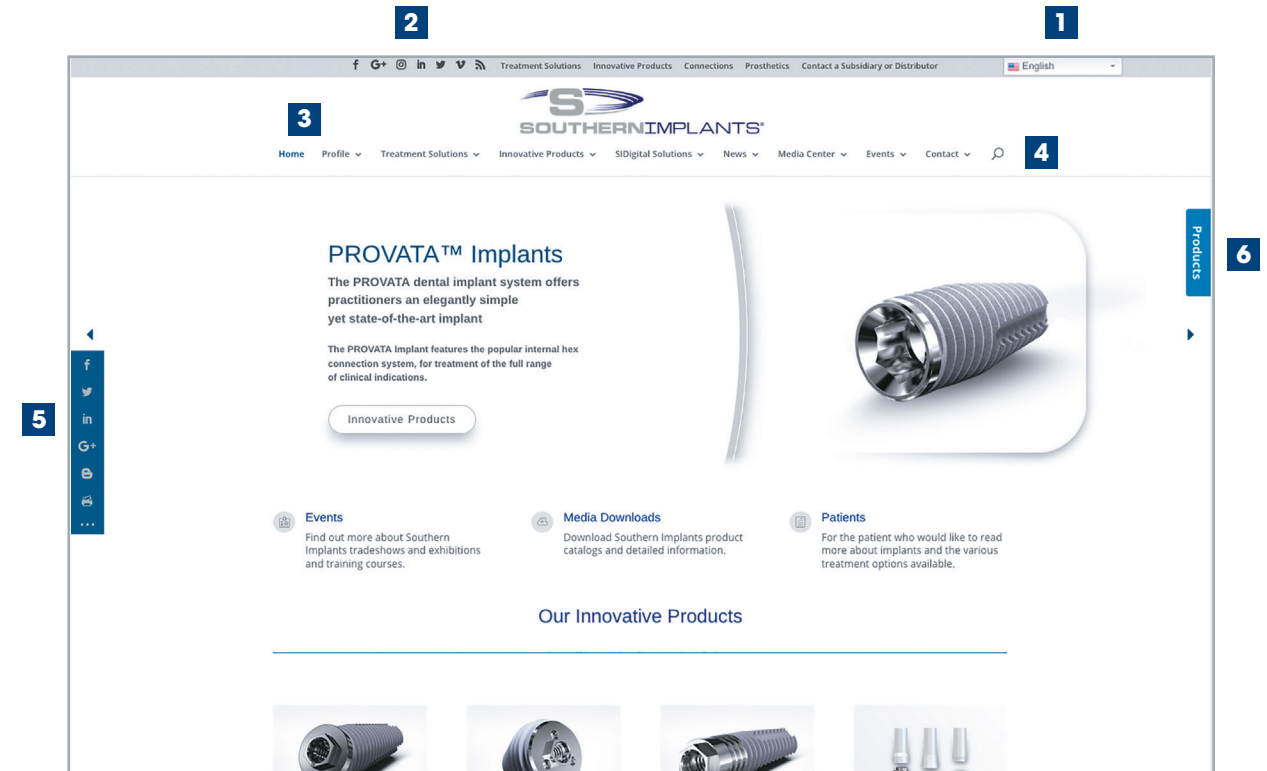 2
1
Treatment Solutions Innovative Products Connections Prosthetics Contact a Subsidiary or Distributor
English
3
SOUTHERNIMPLANTS®
Home Profile Treatment Solutions Innovative Products SIDigital Solutions News Media Center Events Contact
4
Products
6
PROVATA™ Implants
The PROVATA dental implant system offers
practitioners an elegantly simple
yet state-of-the-art implant
The PROVATA Implant features the popular internal hex
connection system, for treatment of the full range
of clinical indications.
Innovative Products
5
Events
Find out more about Southern
Implants tradeshows and exhibitions
and training courses.
Media Downloads
Download Southern Implants product
catalogs and detailed information.
Patients
For the patient who would like to read
more about implants and the various
treatment options available.
Our Innovative Products